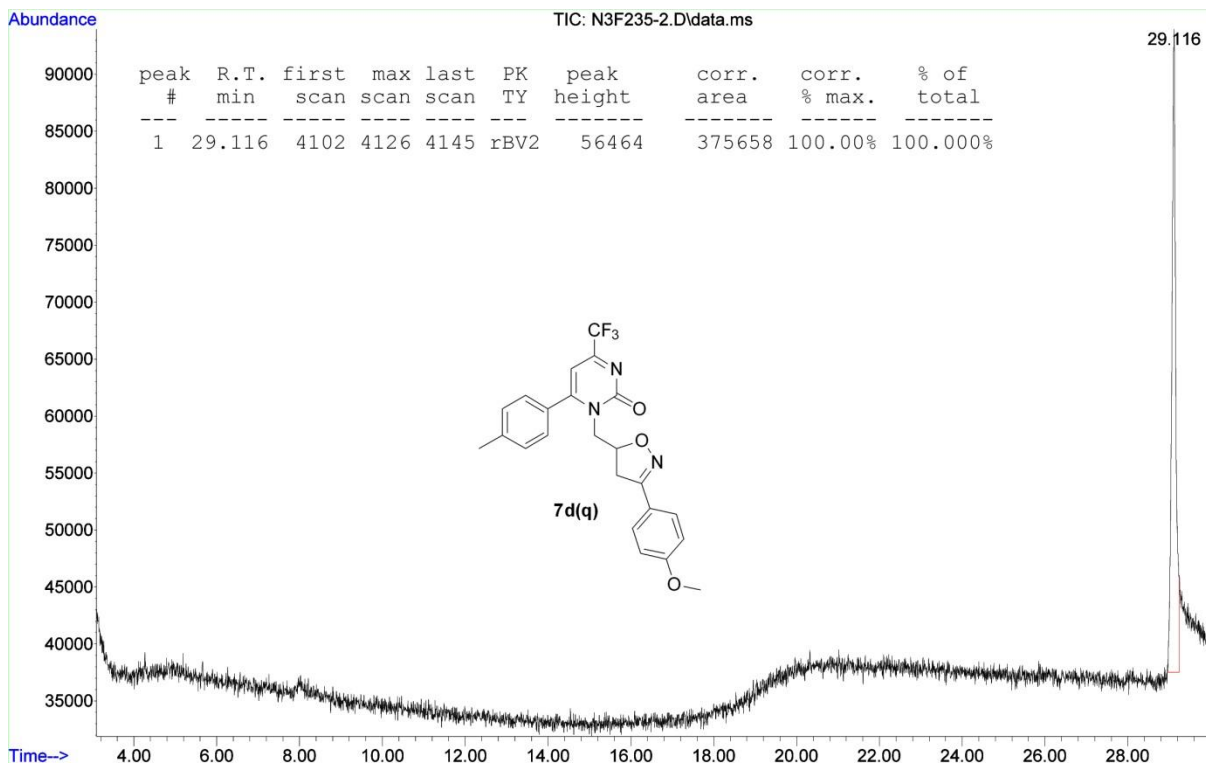 Abundance
TIC: N3F235-2.D\data.ms
29.116
90000
peak R.T. first max last PK peak corr. corr. % of
# min scan scan scan TY height area % max. total
--- ----- ----- ---- ---- --- ------- ------- ------ -------
85000
1 29.116 4102 4126 4145 rBV2 56464 375658 100.00% 100.000%
80000
75000
70000
65000
60000
55000
50000
45000
40000
35000
CF3
N
N
O
O
N
7d(q)
O
Time-->
4.00 6.00 8.00 10.00 12.00 14.00 16.00 18.00 20.00 22.00 24.00 26.00 28.00